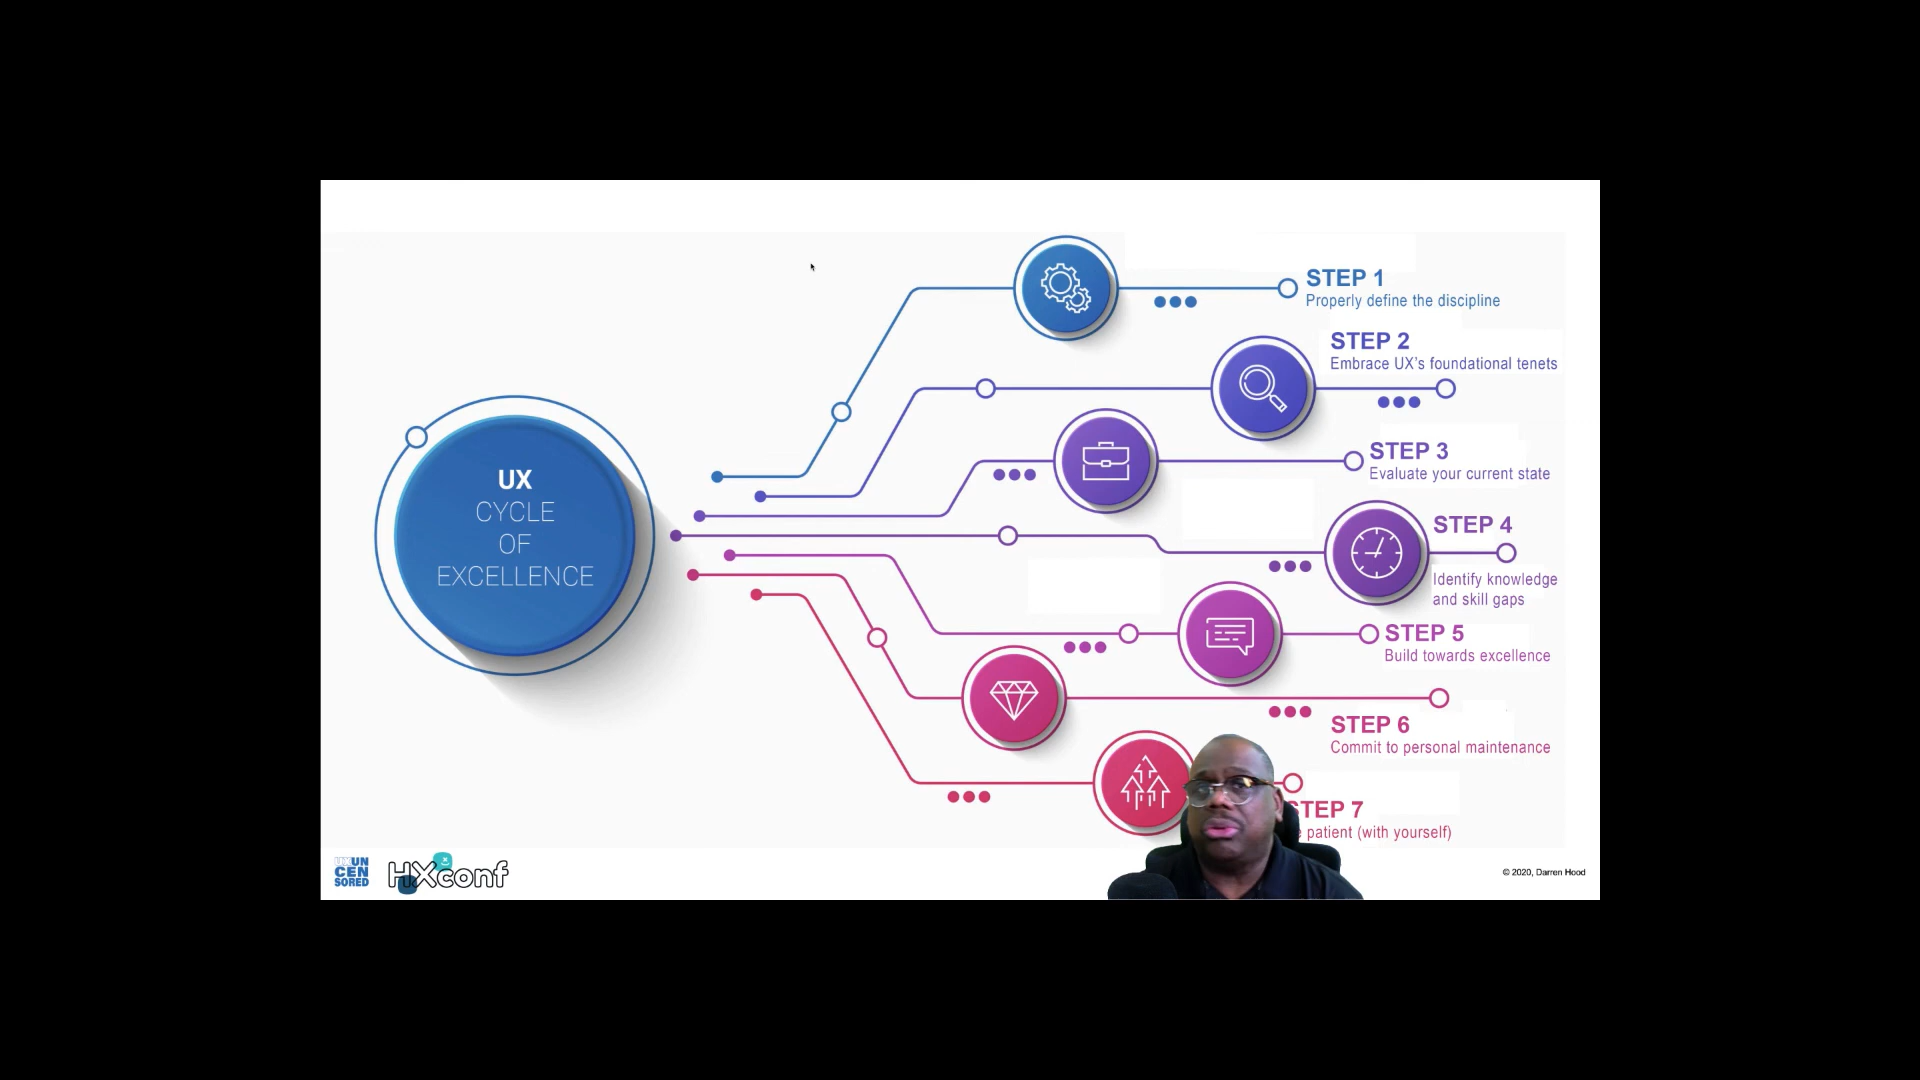 UX
CYCLE
OF
EXCELLENCE
STEP 1
Properly define the discipline
STEP 2
Embrace UX's foundational tenets
STEP 3
Evaluate your current state
STEP 4
Identify knowledge
and skill gaps
STEP 5
Build towards excellence
STEP 6
Commit to personal maintenance
STEP 7
patient (with yourself)
UXUN
CEN
SORED
HXconf
© 2020, Darren Hood